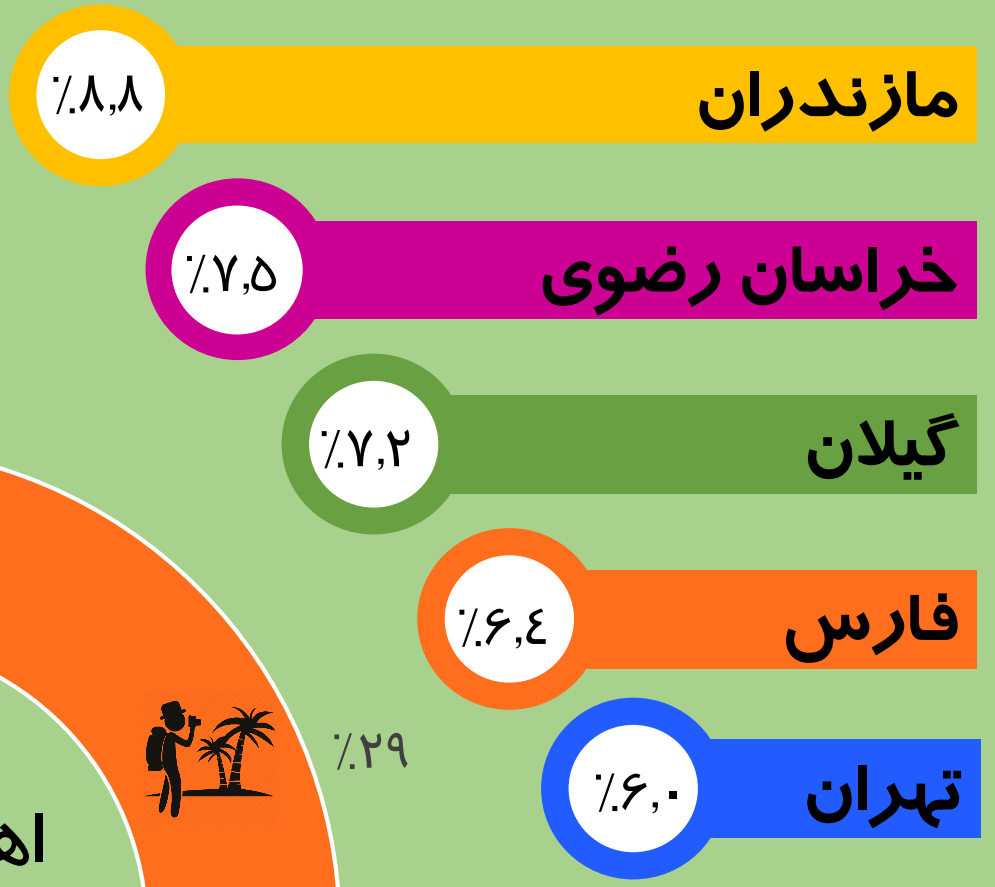 مازندران
٪۸,۸
خراسان رضوی
٪۷,۵
گیلان
٪۷,۲
فارس
٪۶,٤
تهران
٪۶,۰
٪۲۹